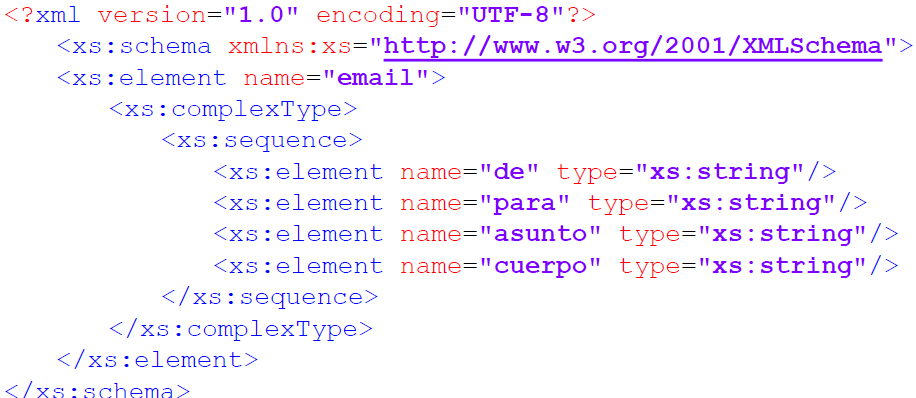 <?xml version="1.0" encoding="UTF-8"?>
<xs:schema xmlns:xs="http://www.w3.org/2001/XMLSchema">
<xs:element name="email">
<xs:complexType>
<xs:sequence>
<xs:element name="de" type="xs:string"/>
<xs:element name="para" type="xs:string"/>
<xs:element name="asunto" type="xs:string"/>
<xs:element name="cuerpo" type="xs:string"/>
</xs:sequence>
</xs:complexType>
</xs:element>
</xs:schema>